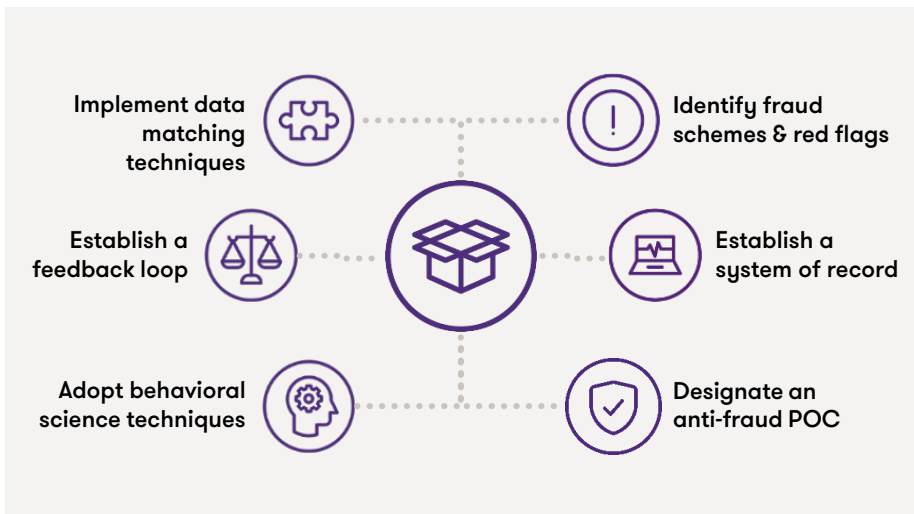 Implement data
matching
techniques
Identify fraud
schemes & red flags
Establish a
feedback loop
Establish a
system of record
Adopt behavioral
science techniques
Designate an
anti-fraud POC